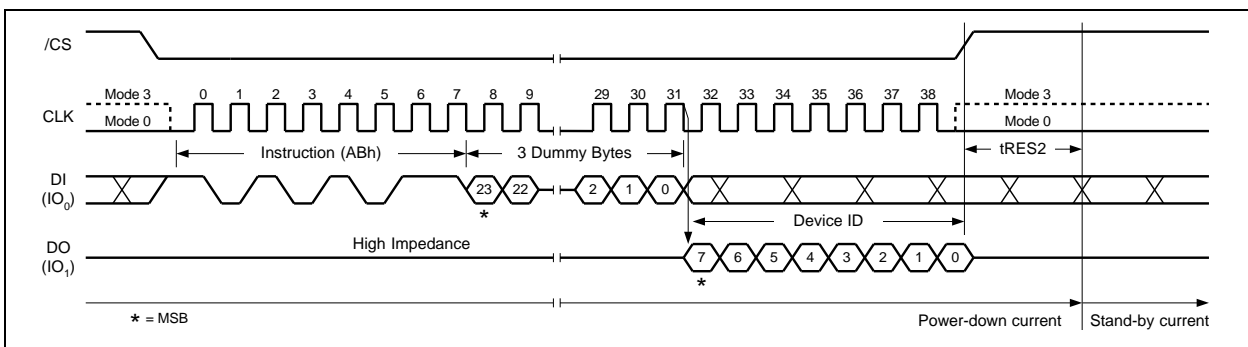 /CS
Mode 3 0 1 2 3 4 5 6 7 8 9 29 30 31 32 33 34 35 36 37 38 Mode 3
CLK
Mode 0 Mode 0
Instruction (ABh) 3 Dummy Bytes tRES2
DI
(IO0)
23 22 2 1 0
*
Device ID
High Impedance
DO
(IO1)
7 6 5 4 3 2 1 0
*
* = MSB
Power-down current Stand-by current